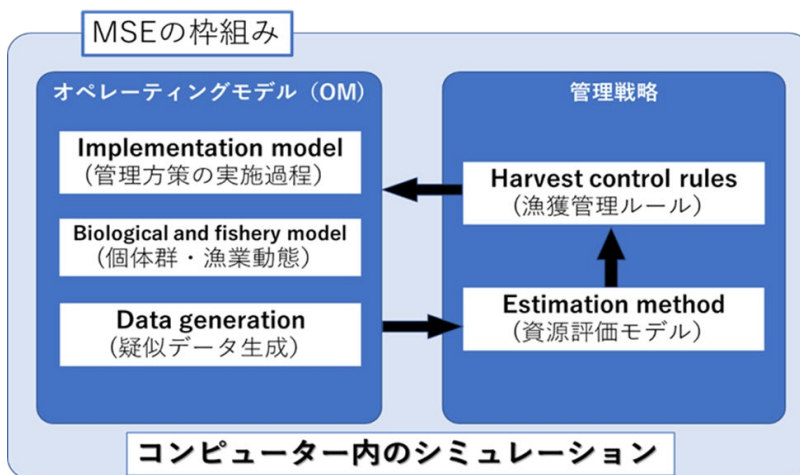 MSEの枠組み
オペレーティングモデル（OM）
Implementation model
(管理方策の実施過程)
Biological and fishery model
(個体群・漁業動態)
Data generation
(疑似データ生成)
管理戦略
Harvest control rules
(漁獲管理ルール)
Estimation method
(資源評価モデル)
コンピューター内のシミュレーション